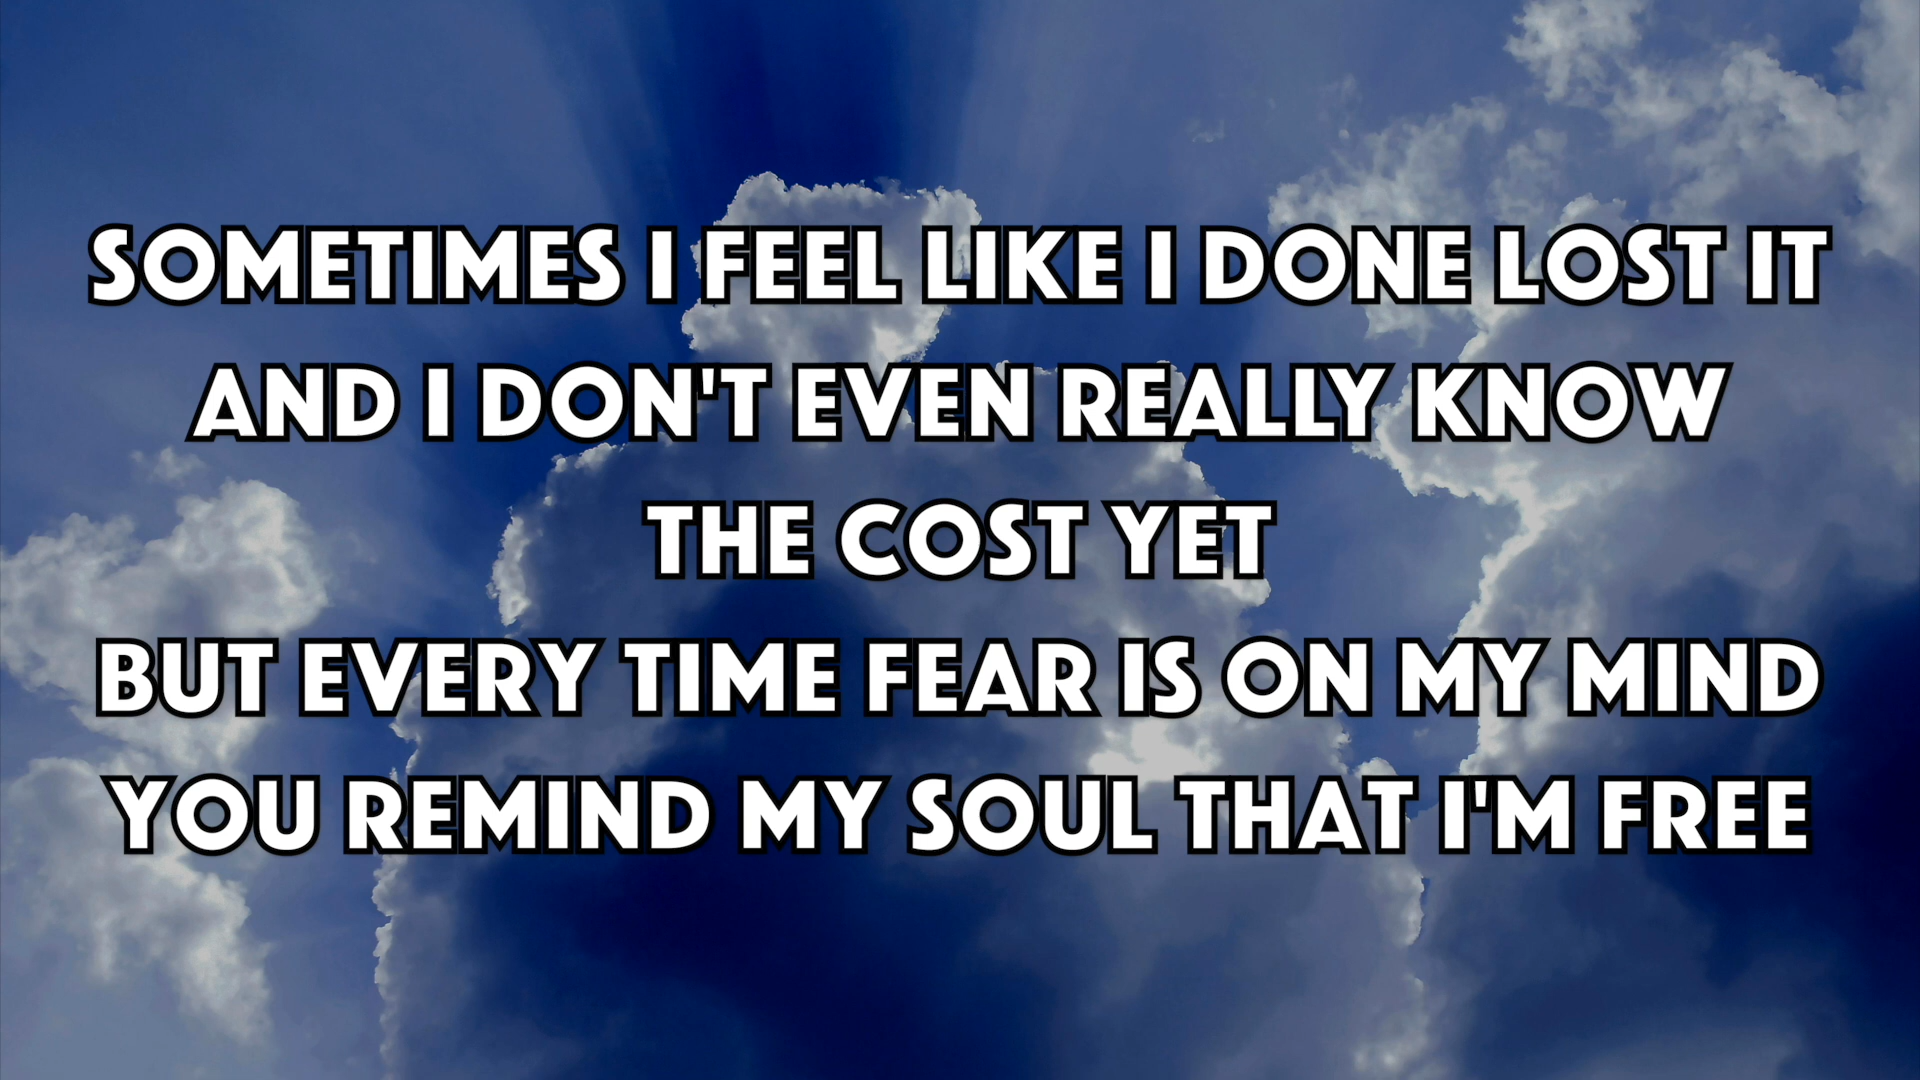 SOMETIMES I FEEL LIKE I DONE LOST IT
AND I DON'T EVEN REALLY KNOW
THE COST YET
BUT EVERY TIME FEAR IS ON MY MIND
YOU REMIND MY SOUL THAT I'M FREE